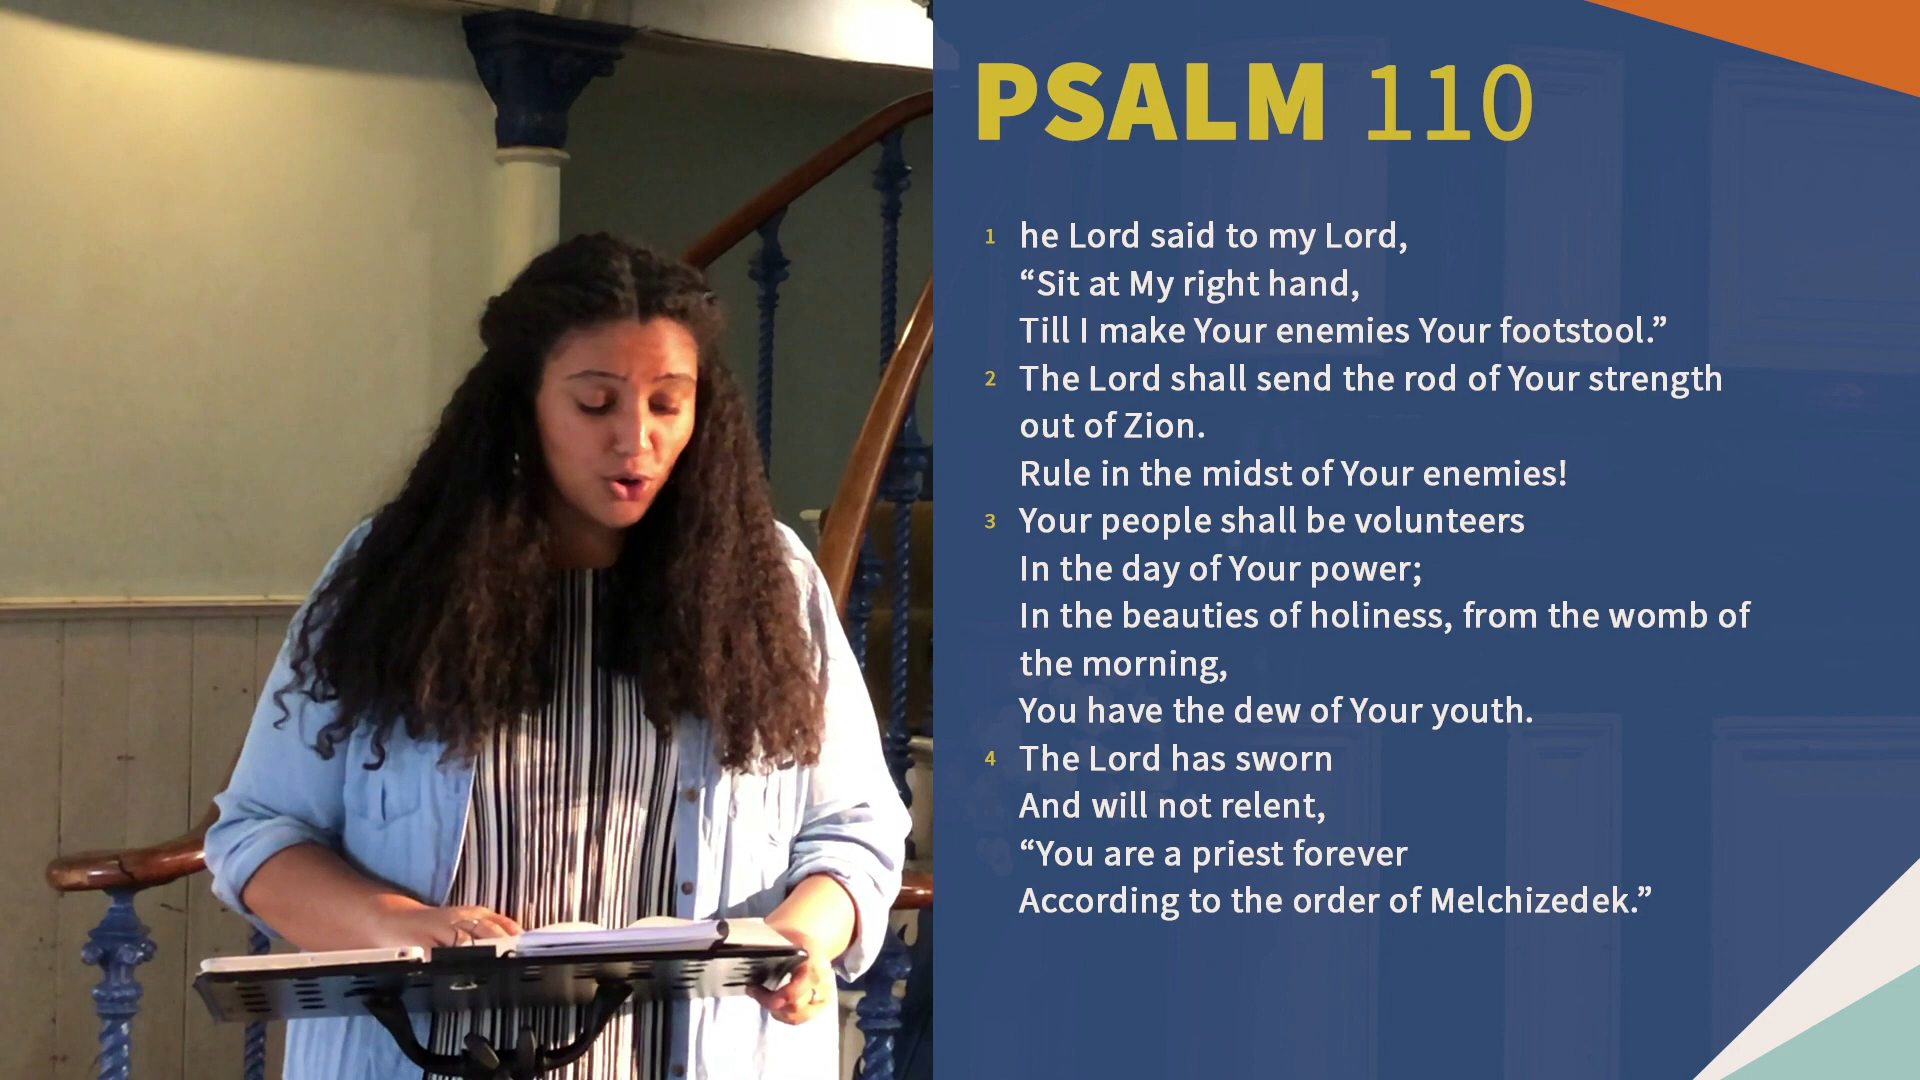 PSALM 110
1 he Lord said to my Lord,
“Sit at My right hand,
Till I make Your enemies Your footstool.”
2 The Lord shall send the rod of Your strength
out of Zion.
Rule in the midst of Your enemies!
3 Your people shall be volunteers
In the day of Your power;
In the beauties of holiness, from the womb of
the morning,
You have the dew of Your youth.
4 The Lord has sworn
And will not relent,
“You are a priest forever
According to the order of Melchizedek.”